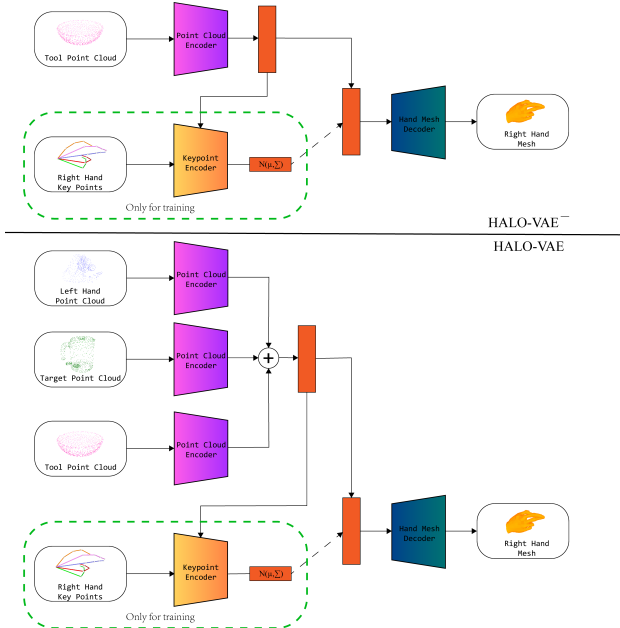 Tool Point Cloud
Point Cloud
Encoder
Right Hand
Key Points
Keypoint
Encoder
N(μ,∑)
Only for training
Hand Mesh
Decoder
Right Hand
Mesh
HALO-VAE⁻
HALO-VAE
Left Hand
Point Cloud
Point Cloud
Encoder
Target Point Cloud
Point Cloud
Encoder
+
Tool Point Cloud
Point Cloud
Encoder
Right Hand
Key Points
Keypoint
Encoder
N(μ,∑)
Only for training
Hand Mesh
Decoder
Right Hand
Mesh